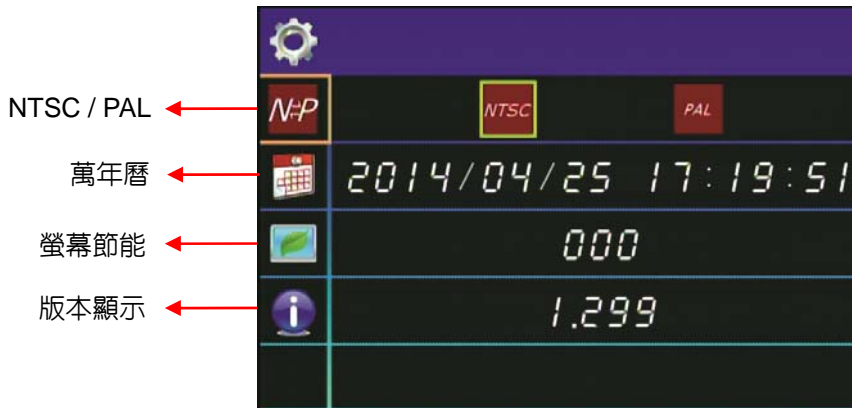 NTSC / PAL
N⇌P
NTSC
PAL
萬年曆
2014/04/25 17:19:51
螢幕節能
000
版本顯示
i
1.299